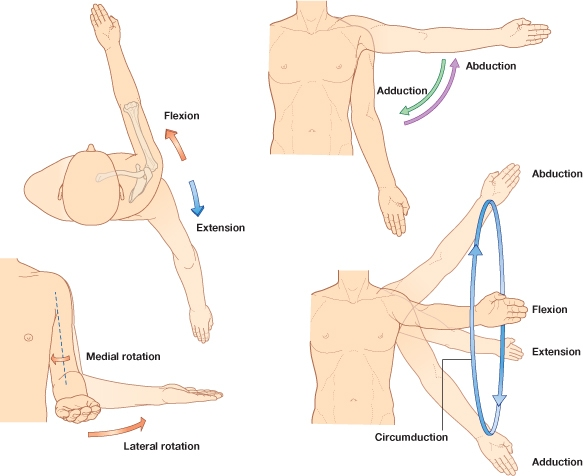 Flexion
Extension
Abduction
Adduction
Medial rotation
Lateral rotation
Abduction
Flexion
Extension
Circumduction
Adduction